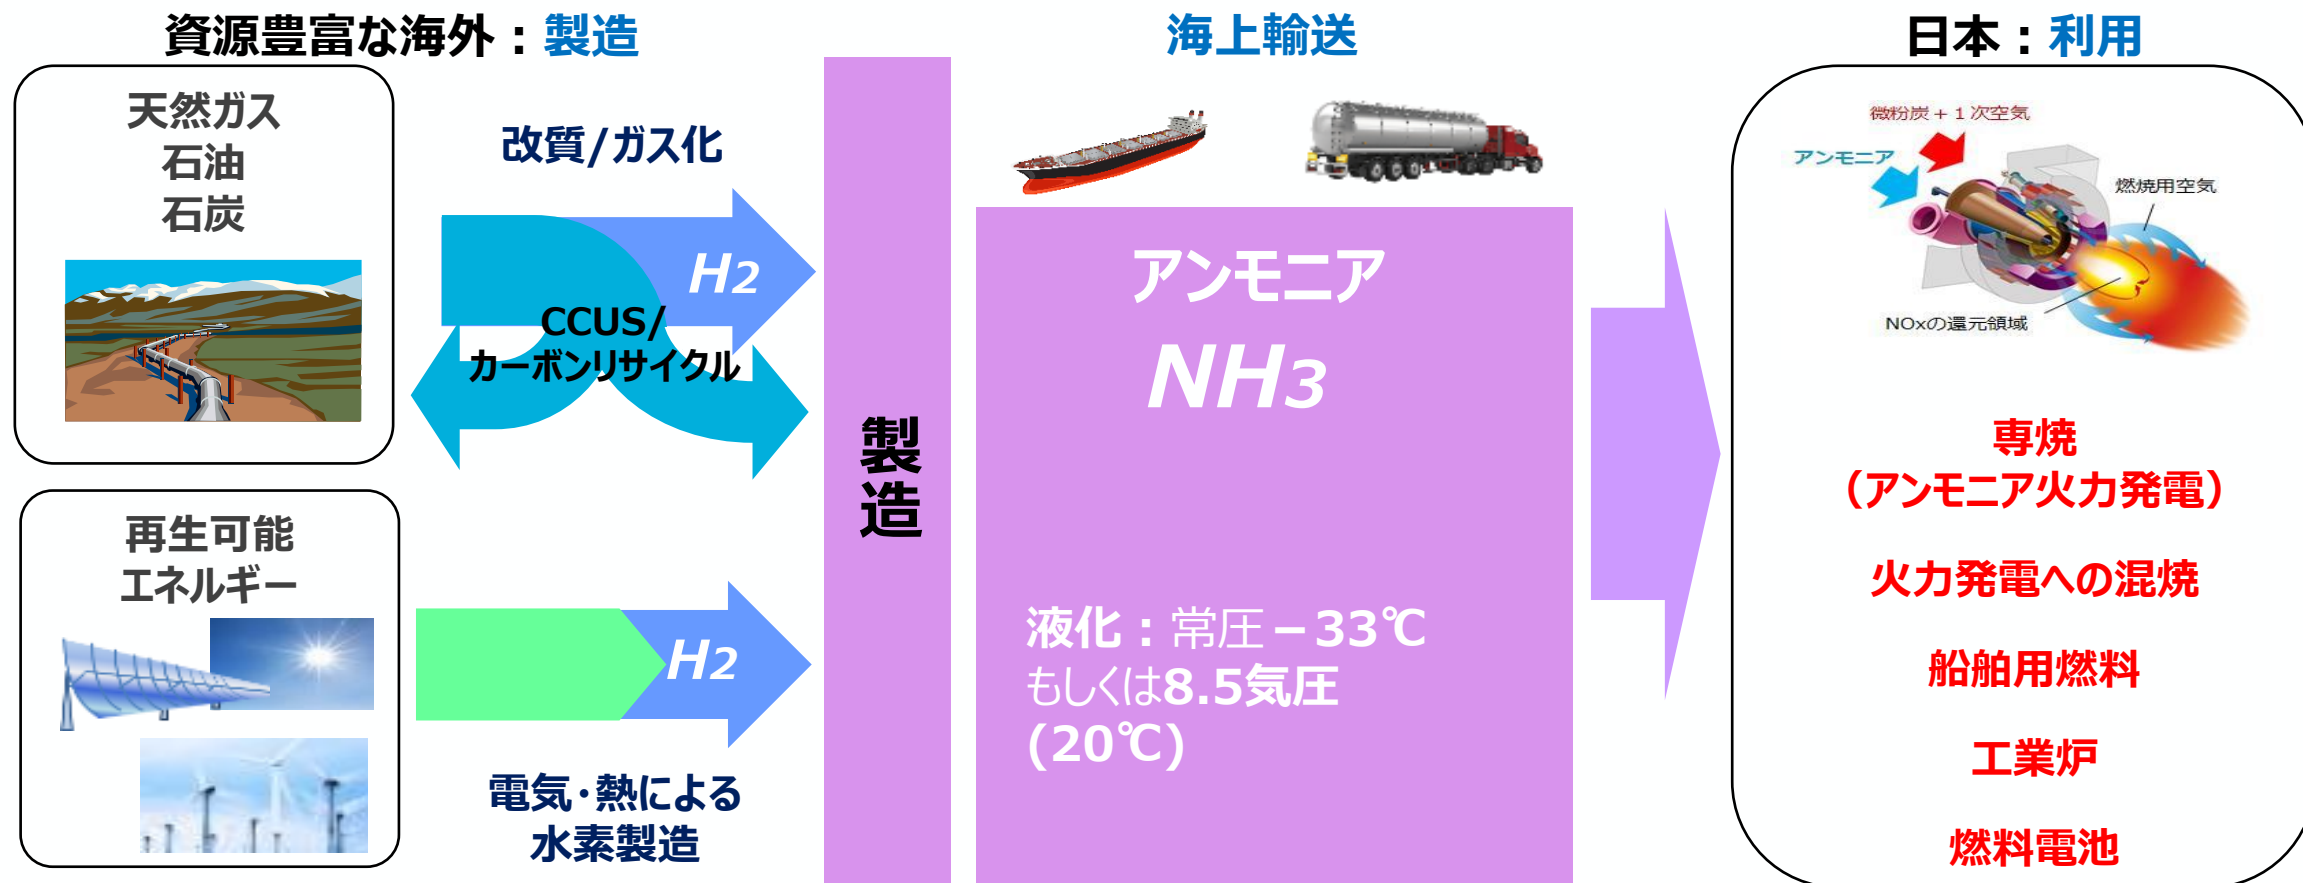 資源豊富な海外：製造
天然ガス
石油
石炭
改質/ガス化
H2
CCUS/
カーボンリサイクル
再生可能
エネルギー
H2
電気・熱による
水素製造
製造
海上輸送
アンモニア
NH3
液化：常圧－33℃
もしくは8.5気圧
(20℃)
日本：利用
微粉炭＋1次空気
アンモニア
燃焼用空気
NOxの還元領域
専焼
（アンモニア火力発電）
火力発電への混焼
船舶用燃料
工業炉
燃料電池